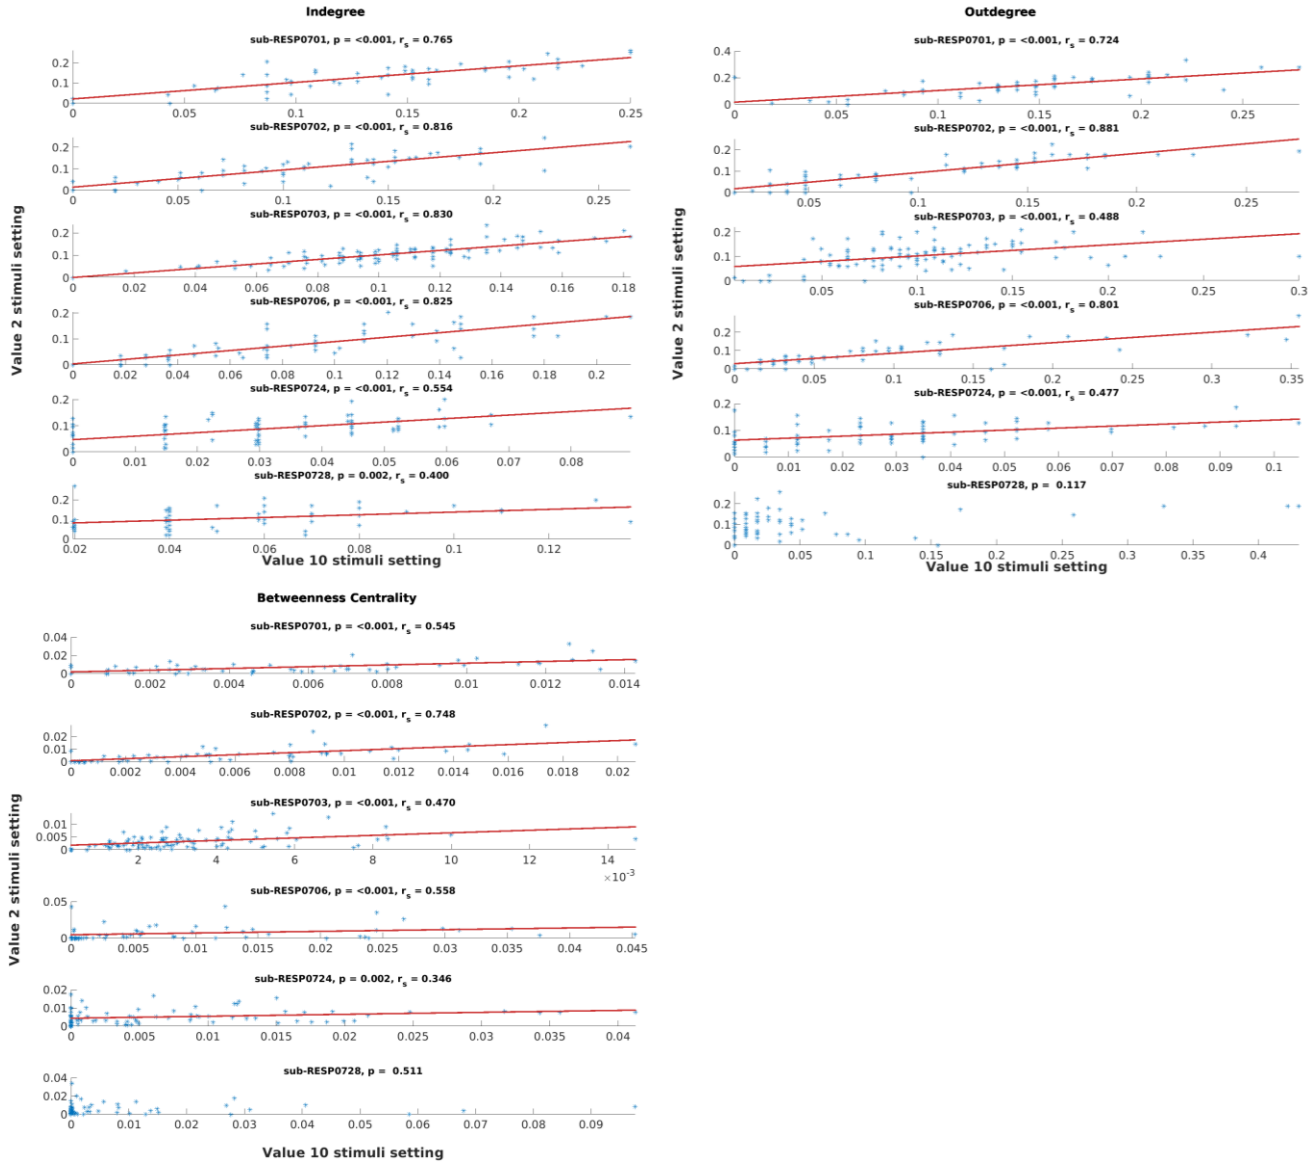 Indegree
sub-RESP0701, p = <0.001, r_s = 0.765
0.2
0.1
0
0 0.05 0.1 0.15 0.2 0.25
sub-RESP0702, p = <0.001, r_s = 0.816
0.2
0.1
0
0 0.05 0.1 0.15 0.2 0.25
sub-RESP0703, p = <0.001, r_s = 0.830
0.2
0.1
0
0 0.02 0.04 0.06 0.08 0.1 0.12 0.14 0.16 0.18
sub-RESP0706, p = <0.001, r_s = 0.825
0.2
0.1
0
0 0.02 0.04 0.06 0.08 0.1 0.12 0.14 0.16 0.18 0.2
sub-RESP0724, p = <0.001, r_s = 0.554
0.2
0.1
0
0 0.01 0.02 0.03 0.04 0.05 0.06 0.07 0.08
sub-RESP0728, p = 0.002, r_s = 0.400
0.2
0.1
0
0.02 0.04 0.06 0.08 0.1 0.12
Value 10 stimuli setting
Value 2 stimuli setting
Outdegree
sub-RESP0701, p = <0.001, r_s = 0.724
0.4
0.2
0
0 0.05 0.1 0.15 0.2 0.25
sub-RESP0702, p = <0.001, r_s = 0.881
0.2
0.1
0
0.05 0.1 0.15 0.2 0.25 0.3
sub-RESP0703, p = <0.001, r_s = 0.488
0.2
0.1
0
0.05 0.1 0.15 0.2 0.25 0.3
sub-RESP0706, p = <0.001, r_s = 0.801
0.2
0.1
0
0 0.05 0.1 0.15 0.2 0.25 0.3 0.35
sub-RESP0724, p = <0.001, r_s = 0.477
0.2
0.1
0
0 0.01 0.02 0.03 0.04 0.05 0.06 0.07 0.08 0.09 0.1
sub-RESP0728, p = 0.117
0.2
0.1
0
0 0.05 0.1 0.15 0.2 0.25 0.3 0.35 0.4
Value 10 stimuli setting
Value 2 stimuli setting
Betweenness Centrality
sub-RESP0701, p = <0.001, r_s = 0.545
0.04
0.02
0
0 0.002 0.004 0.006 0.008 0.01 0.012 0.014
sub-RESP0702, p = <0.001, r_s = 0.748
0.02
0.01
0
0 0.002 0.004 0.006 0.008 0.01 0.012 0.014 0.016 0.018 0.02
sub-RESP0703, p = <0.001, r_s = 0.470
0.01
0.005
0
2 4 6 8 10 12 14
×10⁻³
sub-RESP0706, p = <0.001, r_s = 0.558
0.05
0
0 0.005 0.01 0.015 0.02 0.025 0.03 0.035 0.04 0.045
sub-RESP0724, p = 0.002, r_s = 0.346
0.02
0.01
0
0 0.005 0.01 0.015 0.02 0.025 0.03 0.035 0.04
sub-RESP0728, p = 0.511
0.04
0.02
0
0 0.01 0.02 0.03 0.04 0.05 0.06 0.07 0.08 0.09
Value 10 stimuli setting
Value 2 stimuli setting